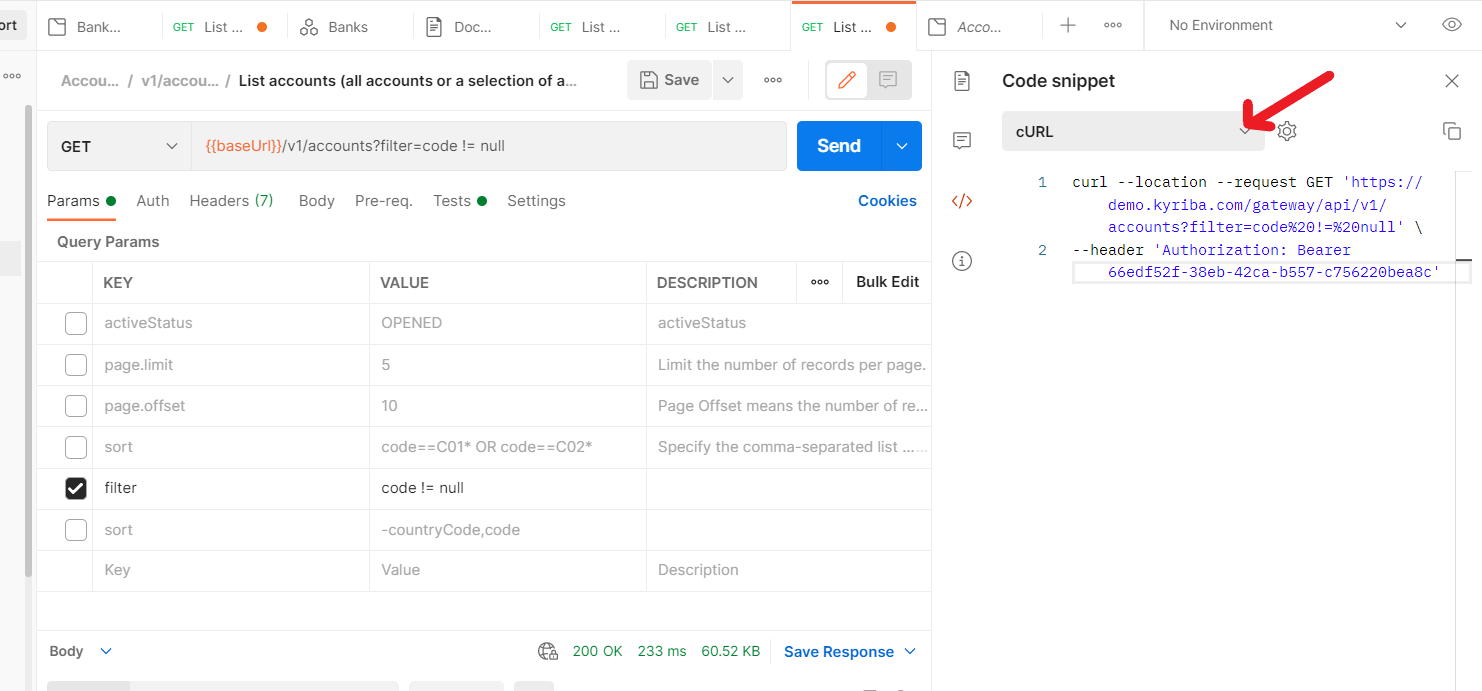 ort
Bank...
GET List ...
Banks
Doc...
GET List ...
GET List ...
GET List ...
Acco...
No Environment
Accou... / v1/accou... / List accounts (all accounts or a selection of a...
Save
Code snippet
GET
{{baseUrl}}/v1/accounts?filter=code != null
Send
cURL
Params
Auth
Headers (7)
Body
Pre-req.
Tests
Settings
Cookies
Query Params
KEY VALUE DESCRIPTION Bulk Edit
activeStatus OPENED activeStatus
page.limit 5 Limit the number of records per page.
page.offset 10 Page Offset means the number of re...
sort code==C01* OR code==C02* Specify the comma-separated list ...
filter code != null
sort -countryCode,code
Key Value Description
Body
200 OK 233 ms 60.52 KB Save Response
1 curl --location --request GET 'https://
demo.kyriba.com/gateway/api/v1/
accounts?filter=code%20!=%20null' \
2 --header 'Authorization: Bearer
66edf52f-38eb-42ca-b557-c756220bea8c'